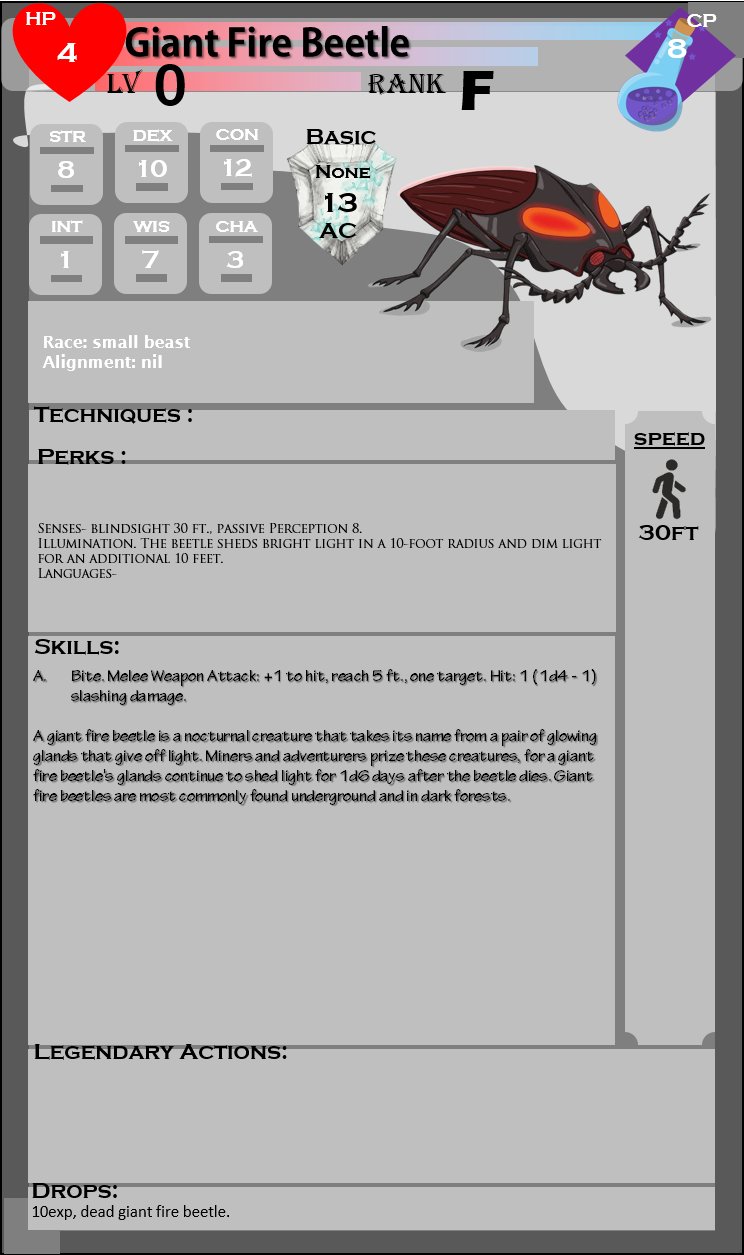 HP
4
Giant Fire Beetle
CP
8
LV 0
RANK F
STR
8
DEX
10
CON
12
INT
1
WIS
7
CHA
3
BASIC
NONE
13
AC
Race: small beast
Alignment: nil
TECHNIQUES :
PERKS :
SENSES- BLINDSIGHT 30 FT., PASSIVE PERCEPTION 8.
ILLUMINATION. THE BEETLE SHEDS BRIGHT LIGHT IN A 10-FOOT RADIUS AND DIM LIGHT
FOR AN ADDITIONAL 10 FEET.
LANGUAGES-
SPEED
30FT
SKILLS:
A. Bite. Melee Weapon Attack: +1 to hit, reach 5 ft., one target. Hit: 1 (1d4 - 1)
slashing damage.
A giant fire beetle is a nocturnal creature that takes its name from a pair of glowing
glands that give off light. Miners and adventurers prize these creatures, for a giant
fire beetle's glands continue to shed light for 1d6 days after the beetle dies. Giant
fire beetles are most commonly found underground and in dark forests.
LEGENDARY ACTIONS:
DROPS:
10exp, dead giant fire beetle.